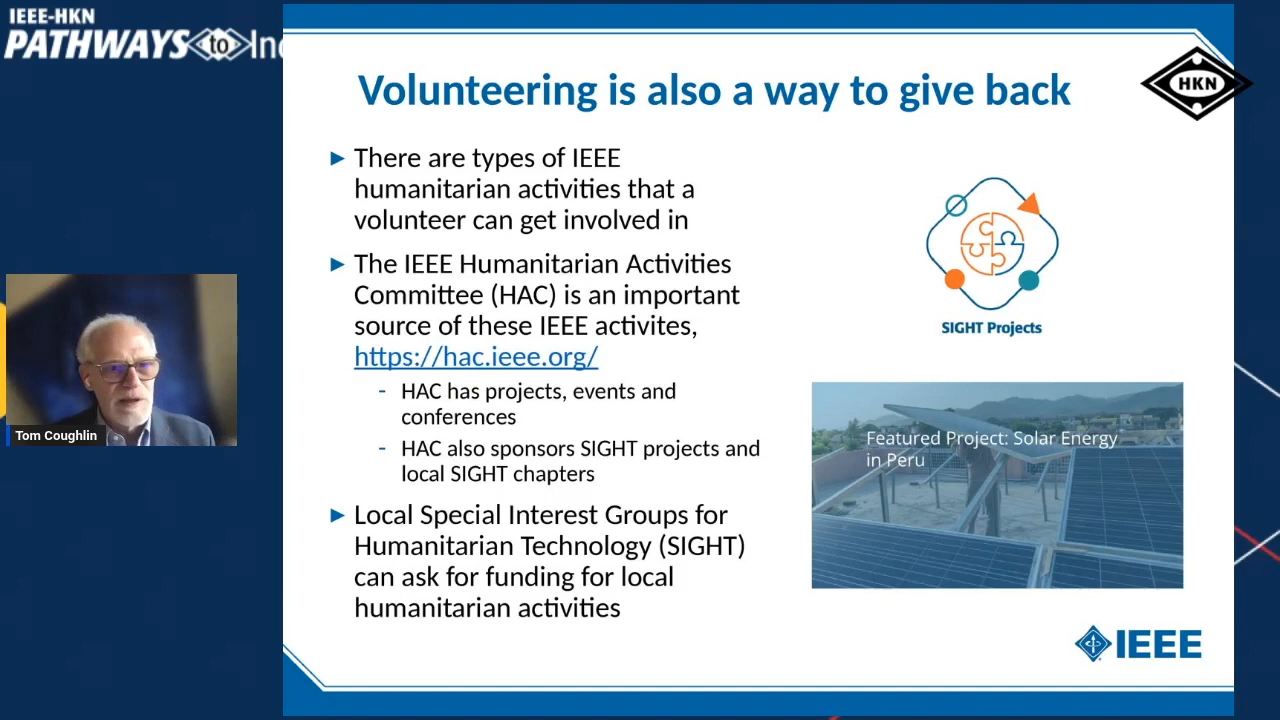 IEEE-HKN
PATHWAYS to Ind
Volunteering is also a way to give back
HKN
► There are types of IEEE
humanitarian activities that a
volunteer can get involved in
► The IEEE Humanitarian Activities
Committee (HAC) is an important
source of these IEEE activites,
https://hac.ieee.org/
- HAC has projects, events and
conferences
- HAC also sponsors SIGHT projects and
local SIGHT chapters
► Local Special Interest Groups for
Humanitarian Technology (SIGHT)
can ask for funding for local
humanitarian activities
SIGHT Projects
Featured Project: Solar Energy
in Peru
Tom Coughlin
IEEE